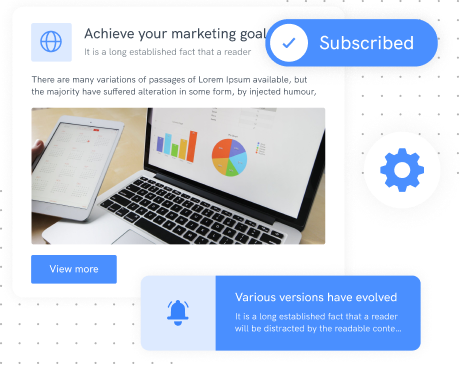 Achieve your marketing goal
Subscribed
It is a long established fact that a reader
There are many variations of passages of Lorem Ipsum available, but
the majority have suffered alteration in some form, by injected humour,
View more
Various versions have evolved
It is a long established fact that a reader
will be distracted by the readable conte...